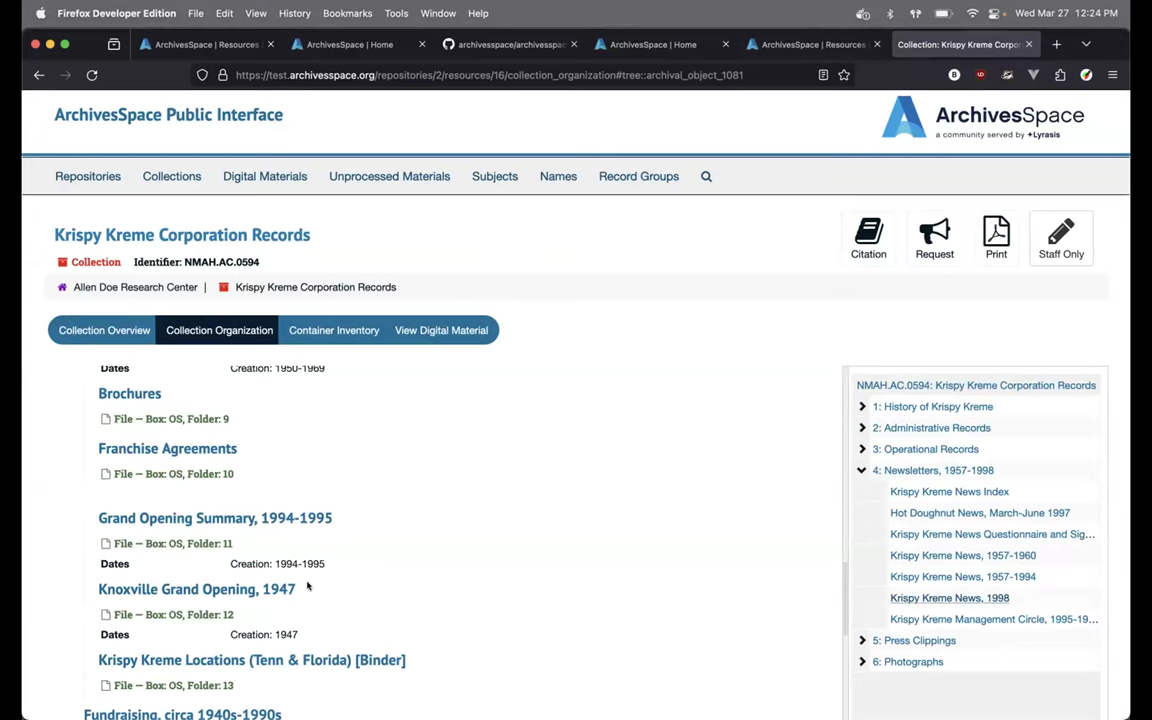 Firefox Developer Edition File Edit View History Bookmarks Tools Window Help Wed Mar 27 12:24 PM
ArchivesSpace | Resources ArchivesSpace | Home archivesspace/archivesspac ArchivesSpace | Home ArchivesSpace | Resources Collection: Krispy Kreme Corpor
https://test.archivesspace.org/repositories/2/resources/16/collection_organization#tree::archival_object_1081
ArchivesSpace Public Interface
ArchivesSpace
a community served by Lyrasis
Repositories Collections Digital Materials Unprocessed Materials Subjects Names Record Groups
Krispy Kreme Corporation Records
Collection Identifier: NMAH.AC.0594
Citation Request Print Staff Only
Allen Doe Research Center | Krispy Kreme Corporation Records
Collection Overview Collection Organization Container Inventory View Digital Material
Dates Creation: 1950-1969
Brochures
File — Box: OS, Folder: 9
Franchise Agreements
File — Box: OS, Folder: 10
Grand Opening Summary, 1994-1995
File — Box: OS, Folder: 11
Dates Creation: 1994-1995
Knoxville Grand Opening, 1947
File — Box: OS, Folder: 12
Dates Creation: 1947
Krispy Kreme Locations (Tenn & Florida) [Binder]
File — Box: OS, Folder: 13
Fundraising, circa 1940s-1990s
NMAH.AC.0594: Krispy Kreme Corporation Records
1: History of Krispy Kreme
2: Administrative Records
3: Operational Records
4: Newsletters, 1957-1998
Krispy Kreme News Index
Hot Doughnut News, March-June 1997
Krispy Kreme News Questionnaire and Sig...
Krispy Kreme News, 1957-1960
Krispy Kreme News, 1957-1994
Krispy Kreme News, 1998
Krispy Kreme Management Circle, 1995-19...
5: Press Clippings
6: Photographs